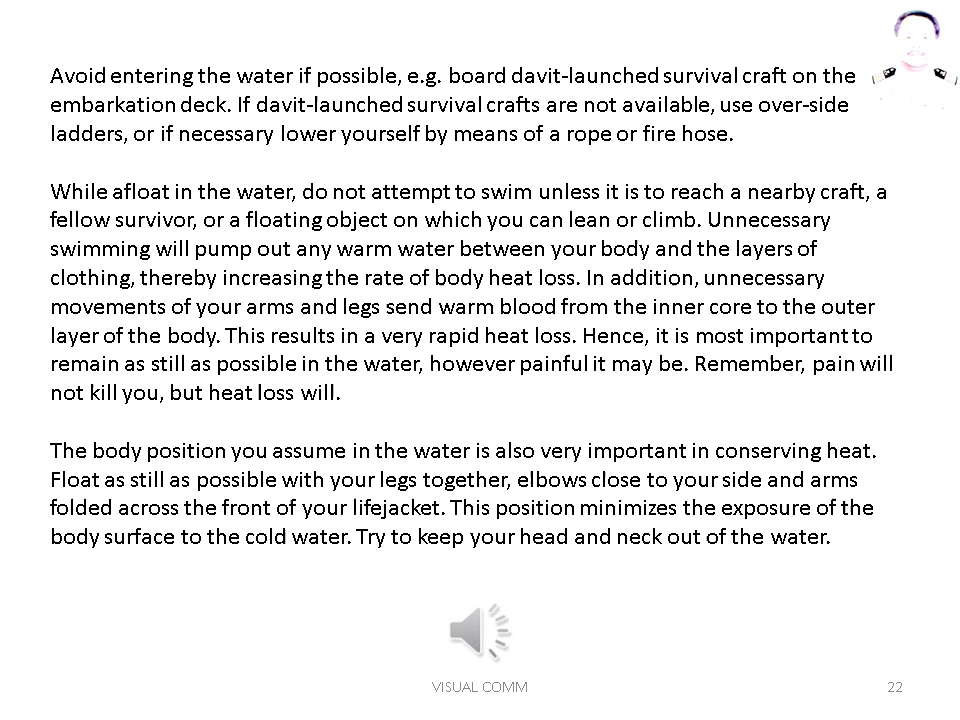 Avoid entering the water if possible, e.g. board davit-launched survival craft on the
embarkation deck. If davit-launched survival crafts are not available, use over-side
ladders, or if necessary lower yourself by means of a rope or fire hose.
While afloat in the water, do not attempt to swim unless it is to reach a nearby craft, a
fellow survivor, or a floating object on which you can lean or climb. Unnecessary
swimming will pump out any warm water between your body and the layers of
clothing, thereby increasing the rate of body heat loss. In addition, unnecessary
movements of your arms and legs send warm blood from the inner core to the outer
layer of the body. This results in a very rapid heat loss. Hence, it is most important to
remain as still as possible in the water, however painful it may be. Remember, pain will
not kill you, but heat loss will.
The body position you assume in the water is also very important in conserving heat.
Float as still as possible with your legs together, elbows close to your side and arms
folded across the front of your lifejacket. This position minimizes the exposure of the
body surface to the cold water. Try to keep your head and neck out of the water.
VISUAL COMM
22